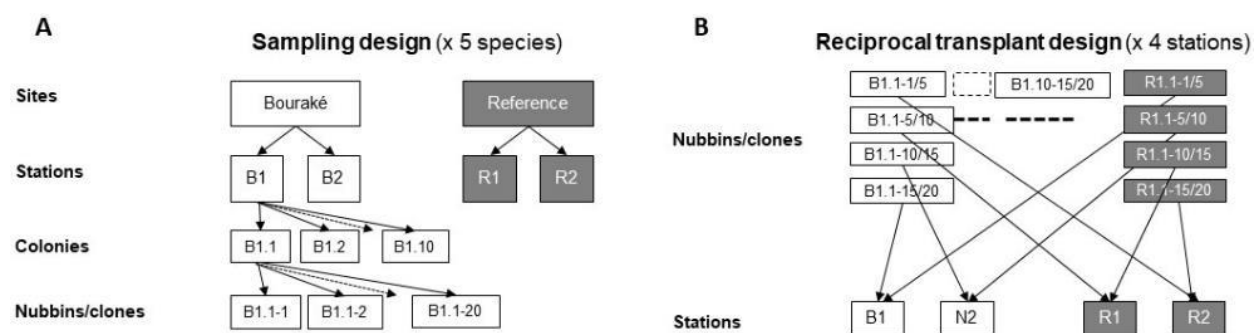 A
Sampling design (x 5 species)
Sites
Bouraké
Reference
Stations
B1
B2
R1
R2
Colonies
B1.1
B1.2
B1.10
Nubbins/clones
B1.1-1
B1.1-2
B1.1-20
B
Reciprocal transplant design (x 4 stations)
B1.1-1/5
B1.10-15/20
R1.1-1/5
B1.1-5/10
R1.1-5/10
Nubbins/clones
B1.1-10/15
R1.1-10/15
B1.1-15/20
R1.1-15/20
Stations
B1
N2
R1
R2